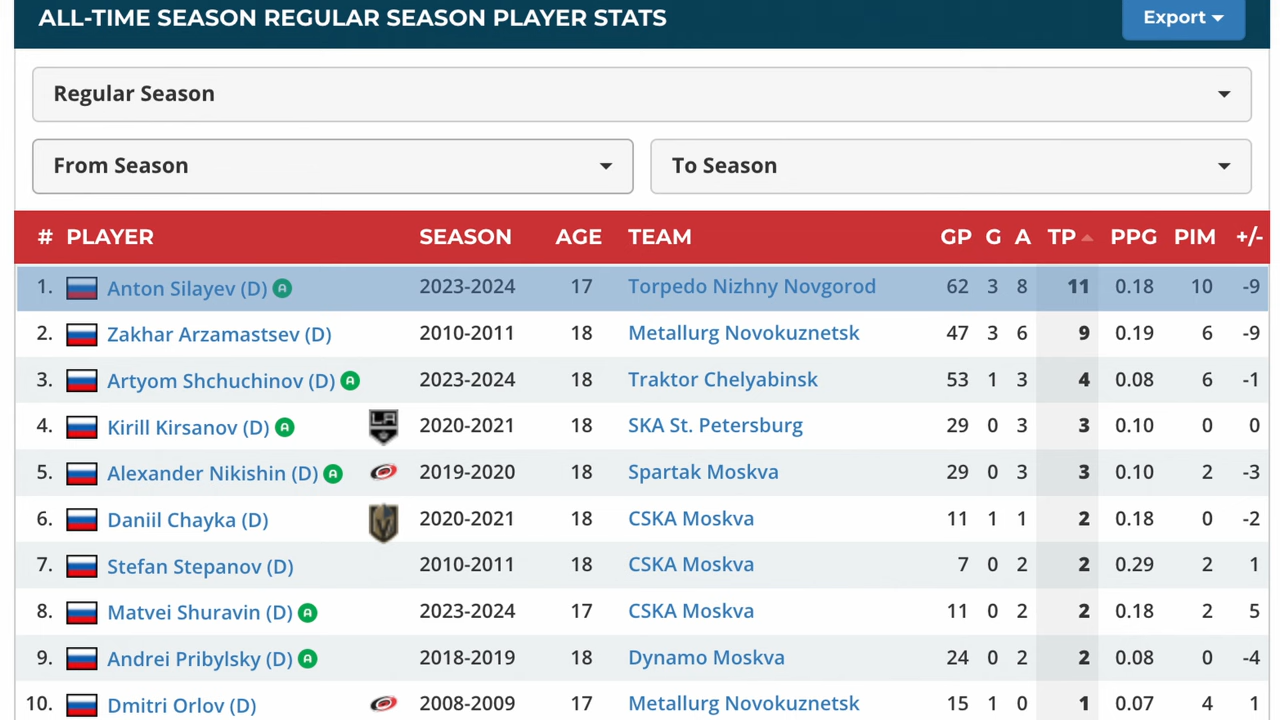 ALL-TIME SEASON REGULAR SEASON PLAYER STATS Export
Regular Season
From Season To Season
# PLAYER SEASON AGE TEAM GP G A TP PPG PIM +/-
1. Anton Silayev (D) A 2023-2024 17 Torpedo Nizhny Novgorod 62 3 8 11 0.18 10 -9
2. Zakhar Arzamastsev (D) 2010-2011 18 Metallurg Novokuznetsk 47 3 6 9 0.19 6 -9
3. Artyom Shchuchinov (D) A 2023-2024 18 Traktor Chelyabinsk 53 1 3 4 0.08 6 -1
4. Kirill Kirsanov (D) A LA 2020-2021 18 SKA St. Petersburg 29 0 3 3 0.10 0 0
5. Alexander Nikishin (D) A 2019-2020 18 Spartak Moskva 29 0 3 3 0.10 2 -3
6. Daniil Chayka (D) 2020-2021 18 CSKA Moskva 11 1 1 2 0.18 0 -2
7. Stefan Stepanov (D) 2010-2011 18 CSKA Moskva 7 0 2 2 0.29 2 1
8. Matvei Shuravin (D) A 2023-2024 17 CSKA Moskva 11 0 2 2 0.18 2 5
9. Andrei Pribylsky (D) A 2018-2019 18 Dynamo Moskva 24 0 2 2 0.08 0 -4
10. Dmitri Orlov (D) 2008-2009 17 Metallurg Novokuznetsk 15 1 0 1 0.07 4 1